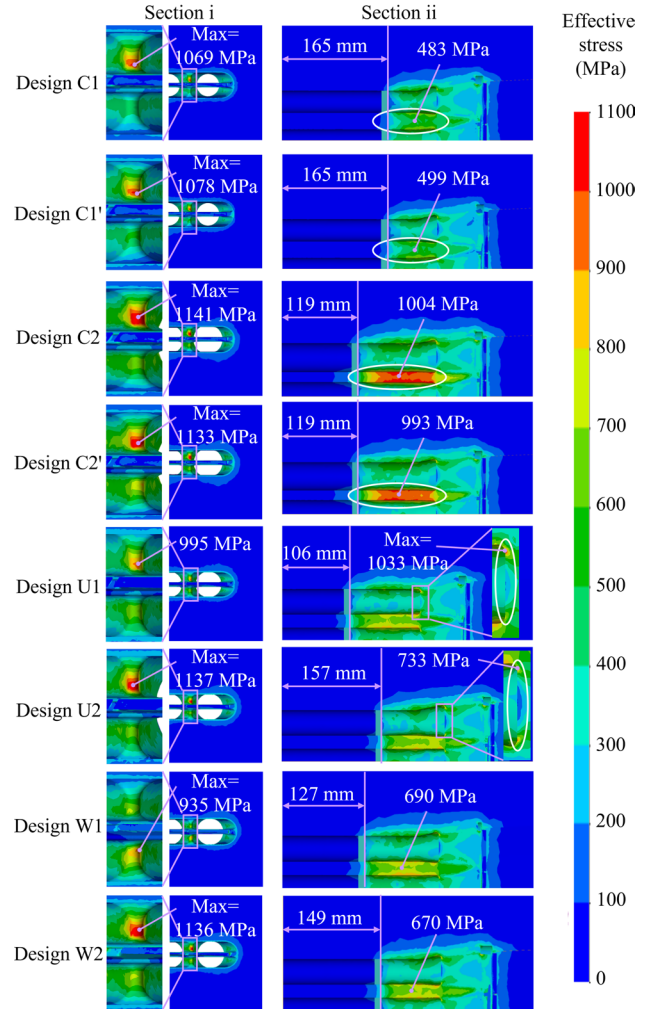 Section i
Section ii
Effective
stress
(MPa)
Design C1
Max=
1069 MPa
165 mm
483 MPa
Design C1'
Max=
1078 MPa
165 mm
499 MPa
Design C2
Max=
1141 MPa
119 mm
1004 MPa
Design C2'
Max=
1133 MPa
119 mm
993 MPa
Design U1
995 MPa
106 mm
Max=
1033 MPa
Design U2
Max=
1137 MPa
157 mm
733 MPa
Design W1
Max=
935 MPa
127 mm
690 MPa
Design W2
Max=
1136 MPa
149 mm
670 MPa
1100
1000
900
800
700
600
500
400
300
200
100
0